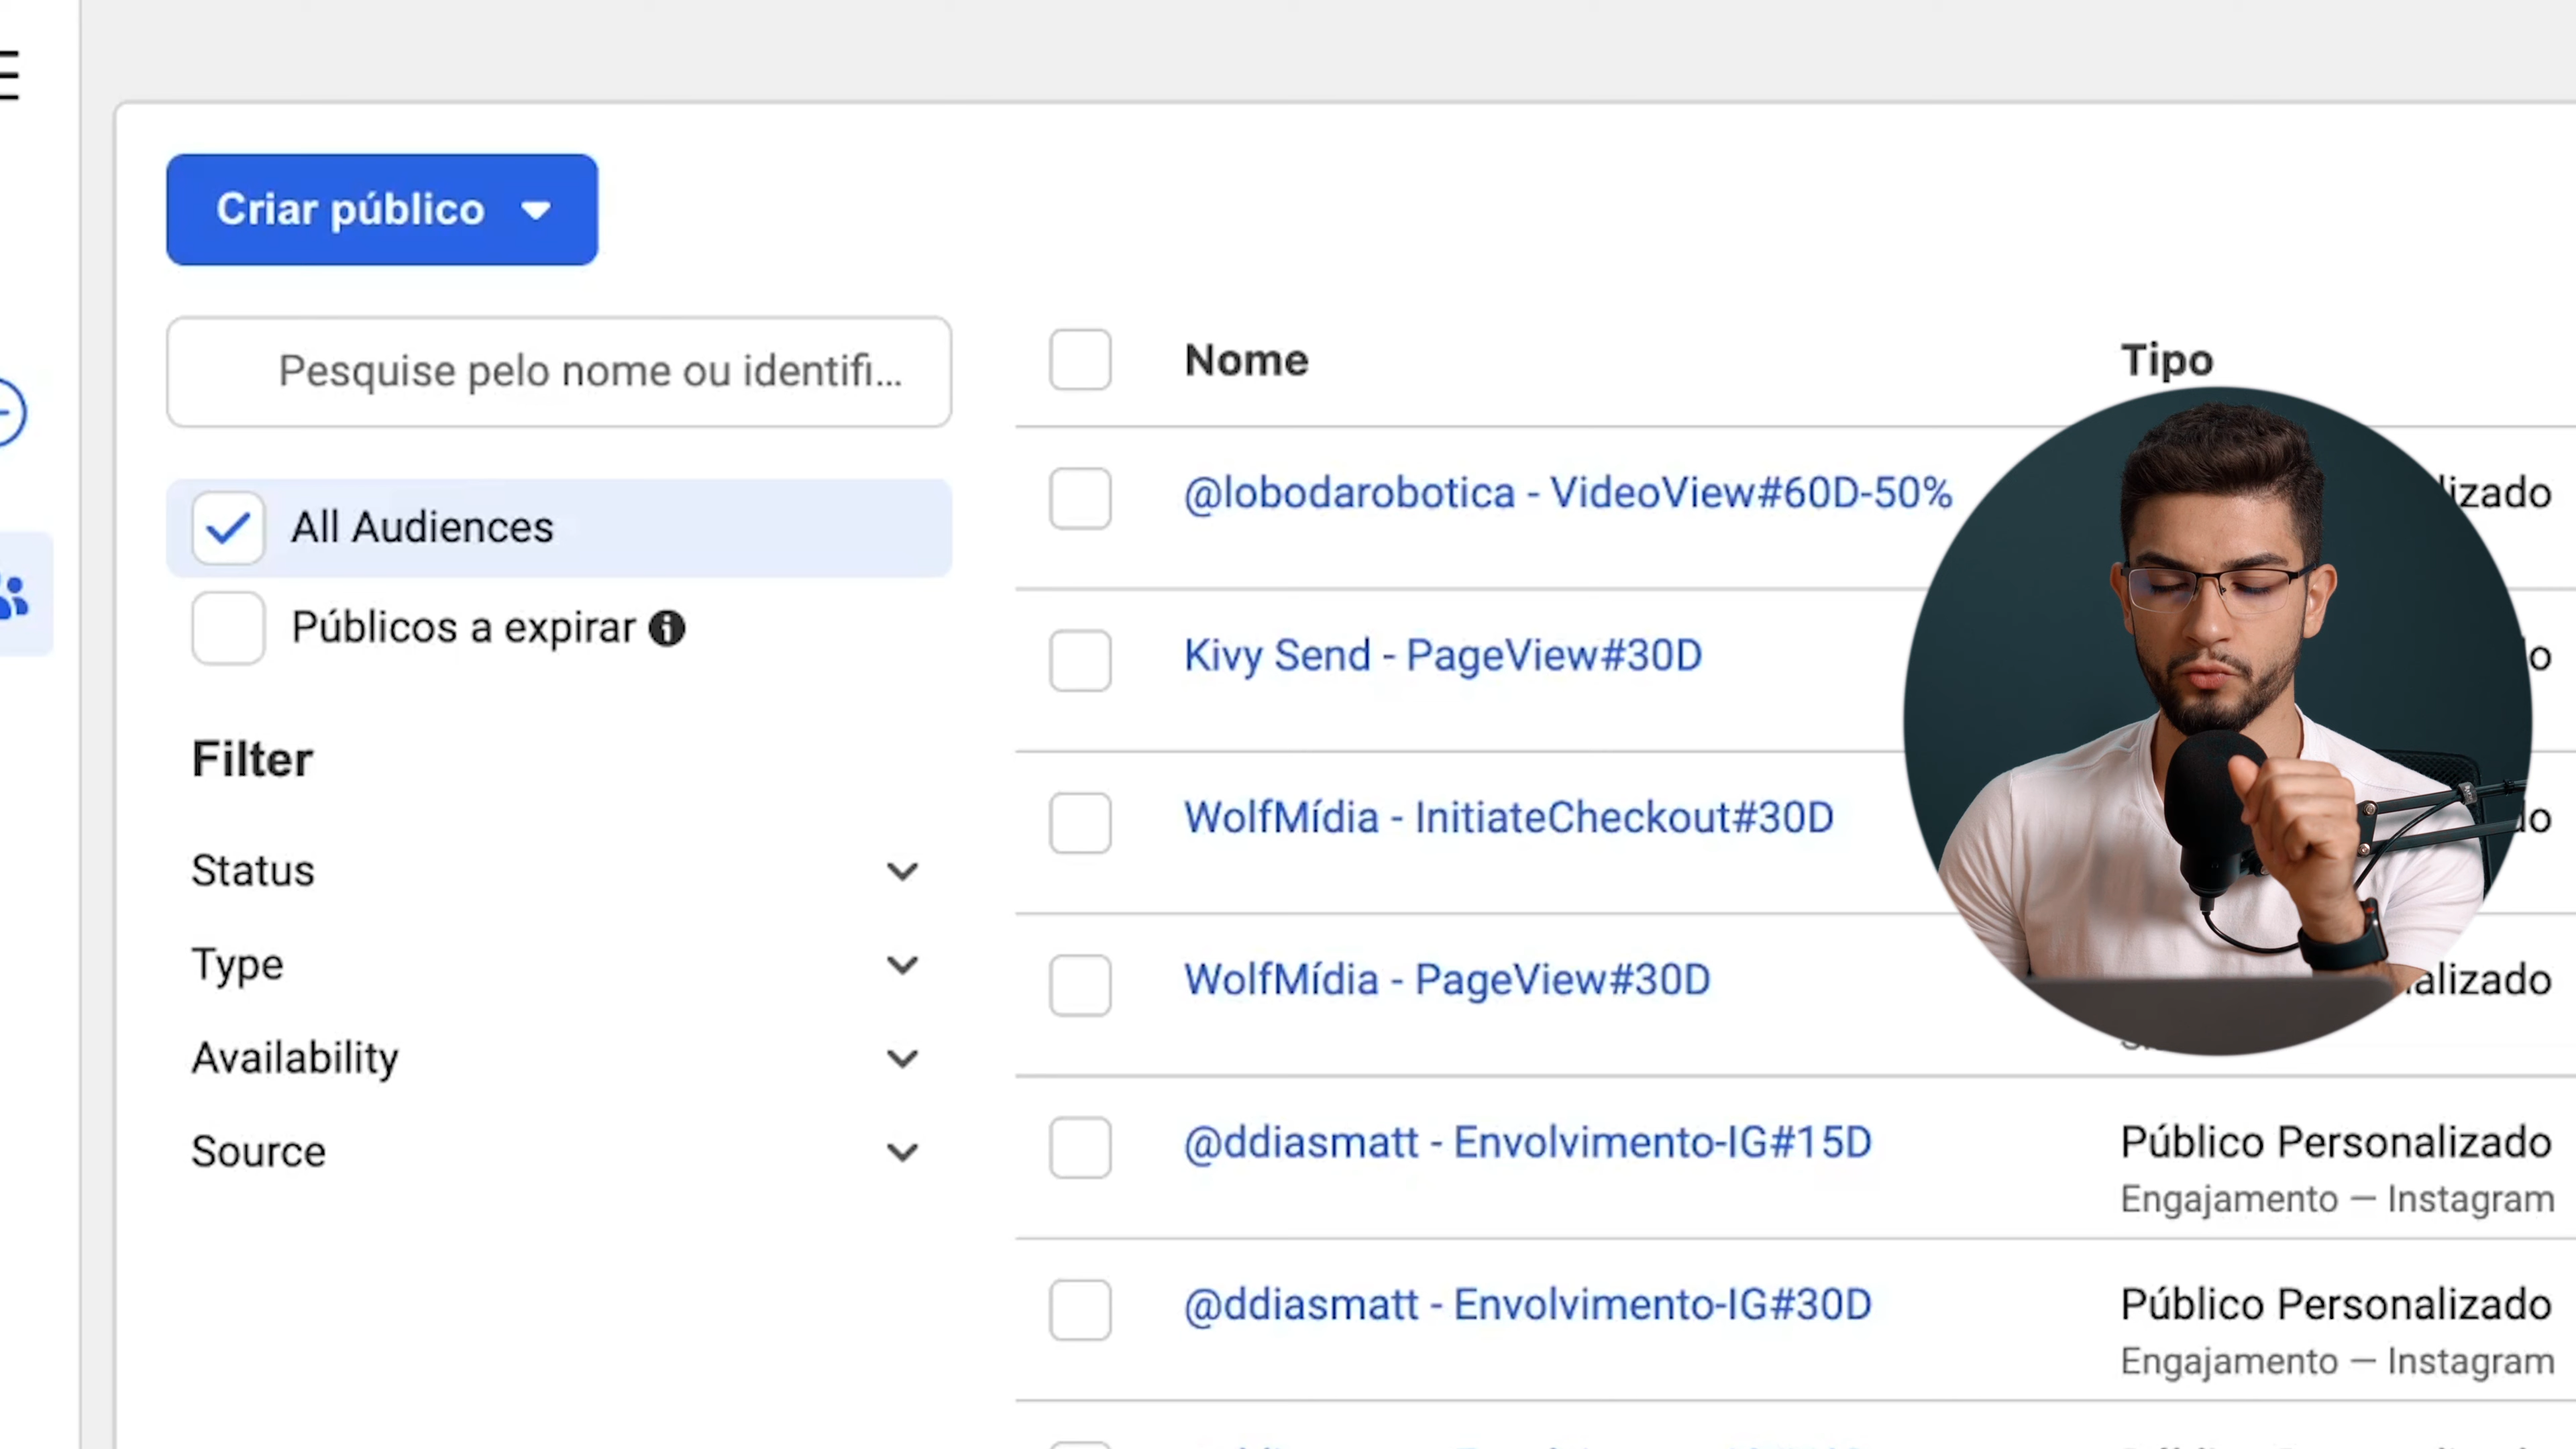 Criar público
Pesquise pelo nome ou identifi...
All Audiences
Públicos a expirar
Filter
Status
Type
Availability
Source
Nome Tipo
@lobodarobotica - VideoView#60D-50%
Kivy Send - PageView#30D
WolfMídia - InitiateCheckout#30D
WolfMídia - PageView#30D
@ddiasmatt - Envolvimento-IG#15D Público Personalizado
Engajamento — Instagram
@ddiasmatt - Envolvimento-IG#30D Público Personalizado
Engajamento — Instagram